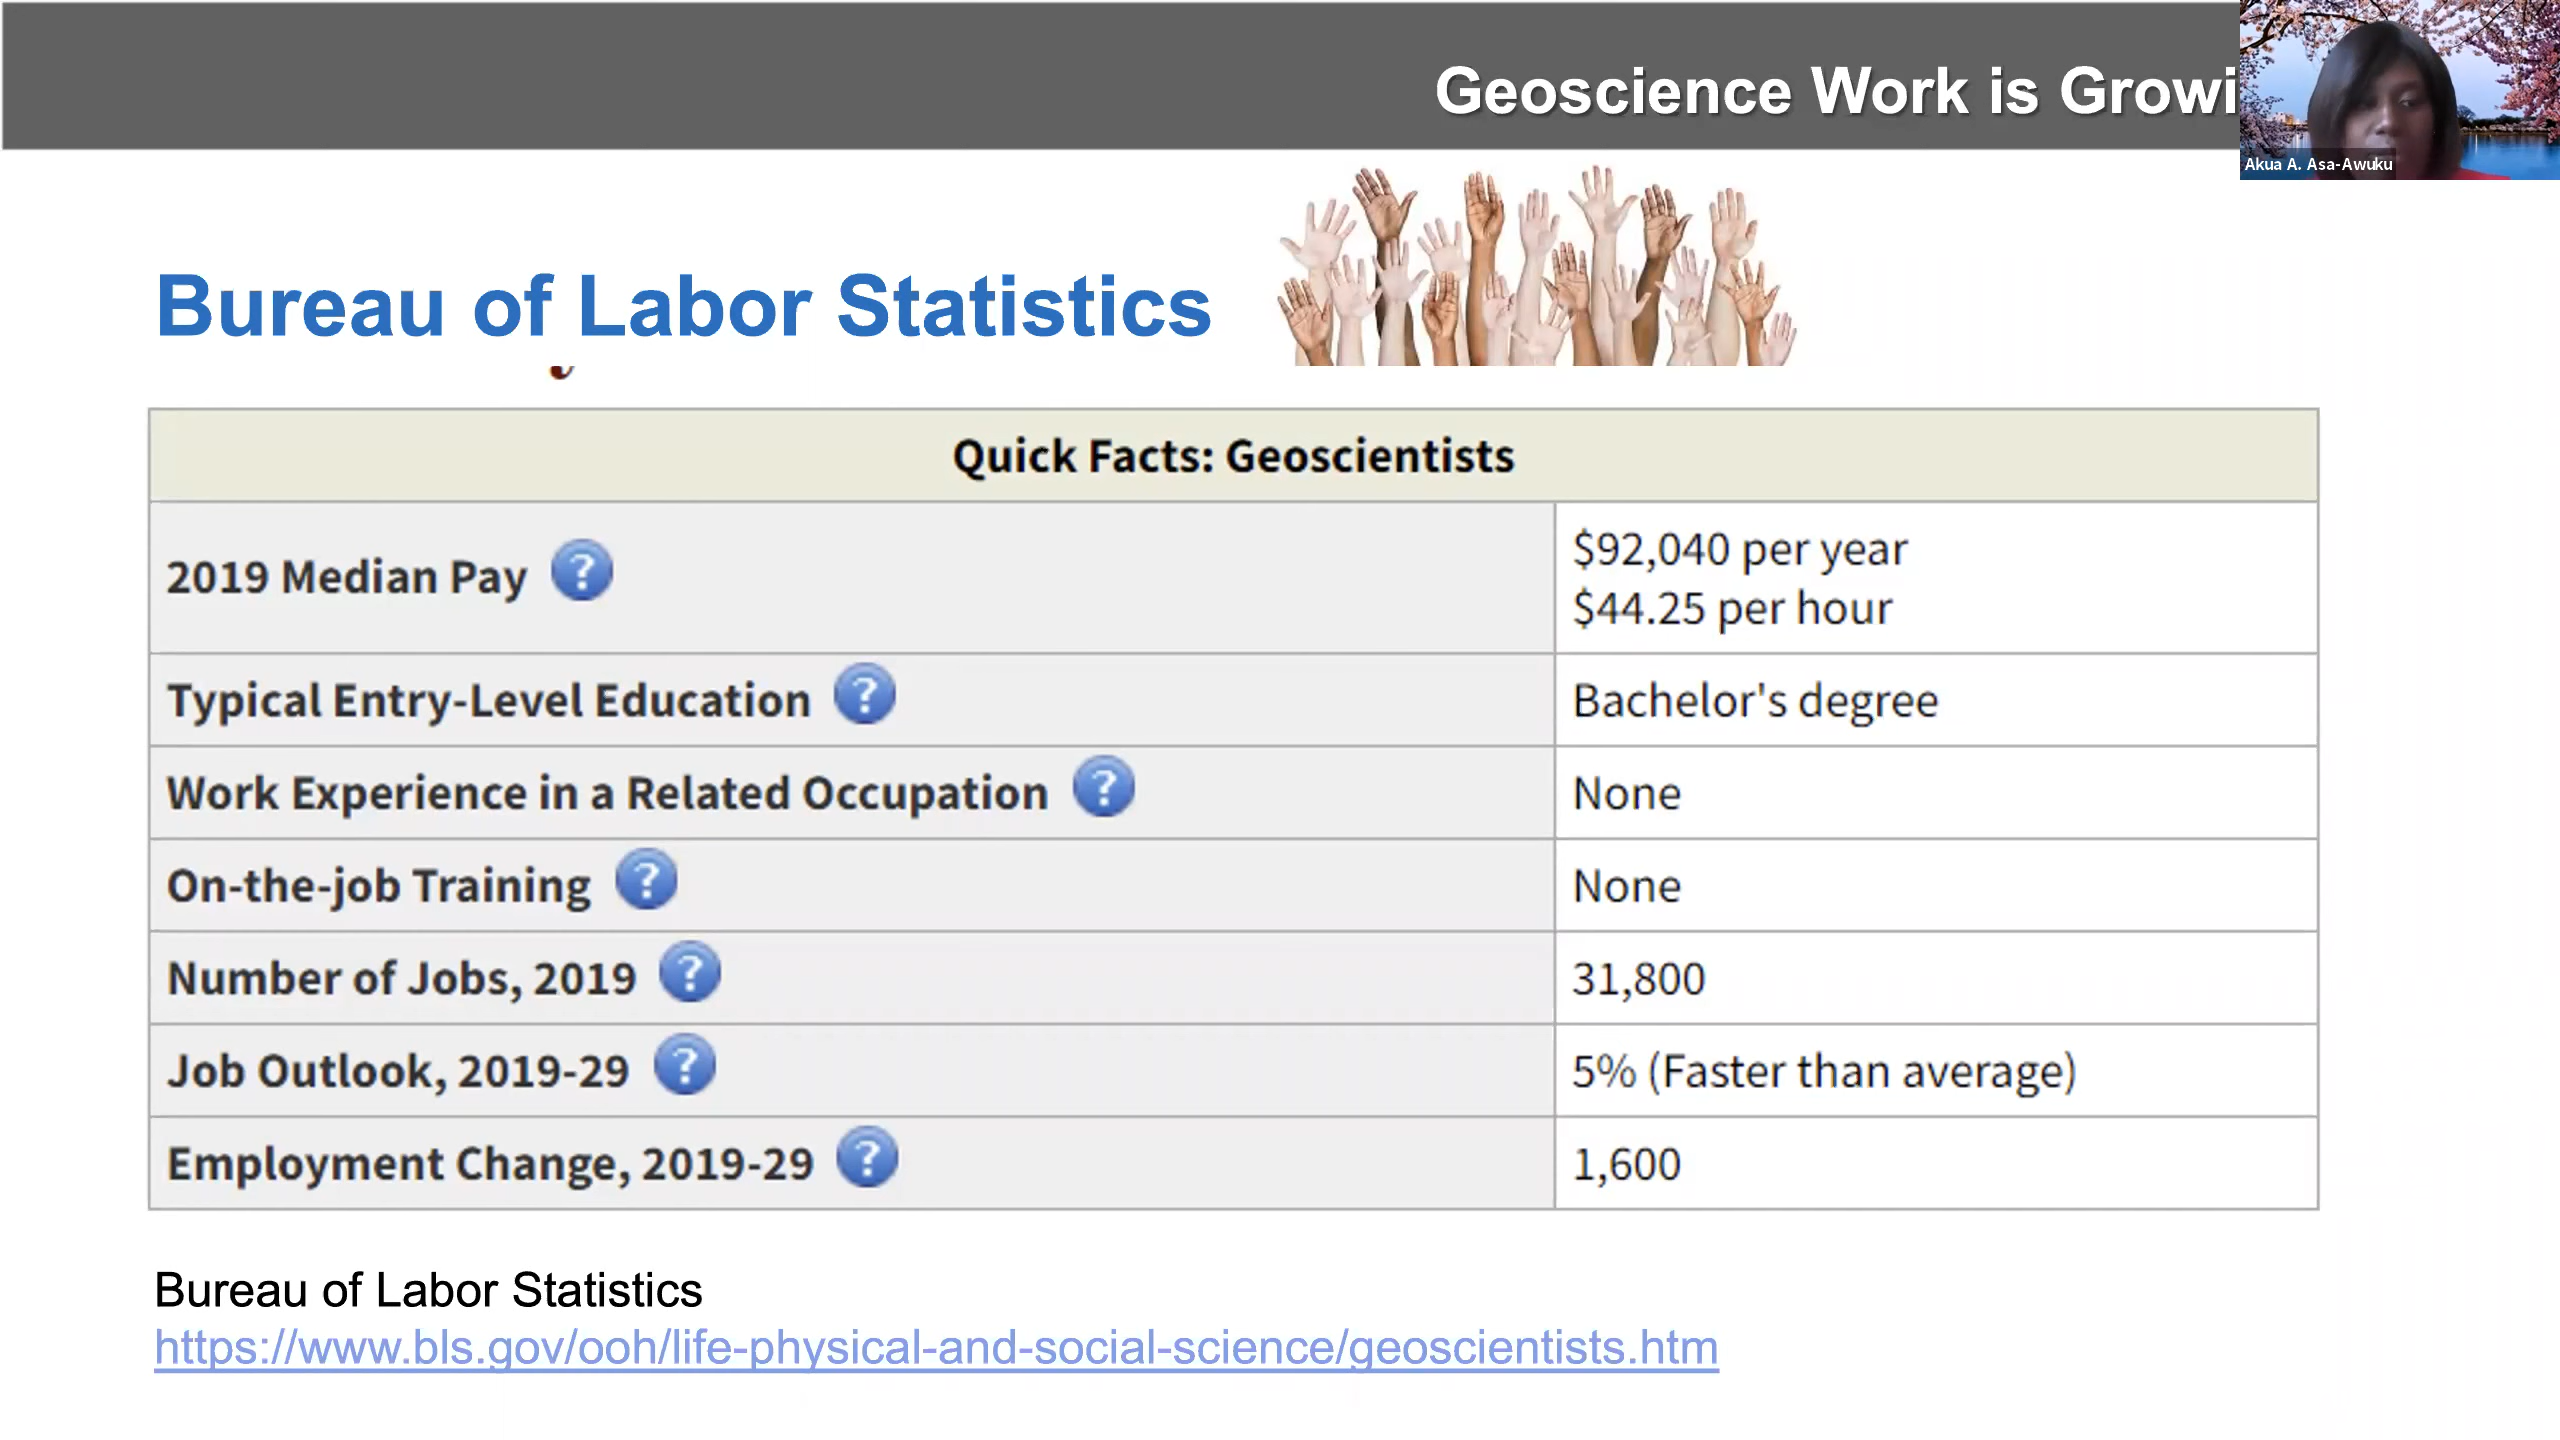 Geoscience Work is Growi
Akua A. Asa-Awuku
Bureau of Labor Statistics
Quick Facts: Geoscientists
2019 Median Pay ?
$92,040 per year
$44.25 per hour
Typical Entry-Level Education ?
Bachelor's degree
Work Experience in a Related Occupation ?
None
On-the-job Training ?
None
Number of Jobs, 2019 ?
31,800
Job Outlook, 2019-29 ?
5% (Faster than average)
Employment Change, 2019-29 ?
1,600
Bureau of Labor Statistics
https://www.bls.gov/ooh/life-physical-and-social-science/geoscientists.htm